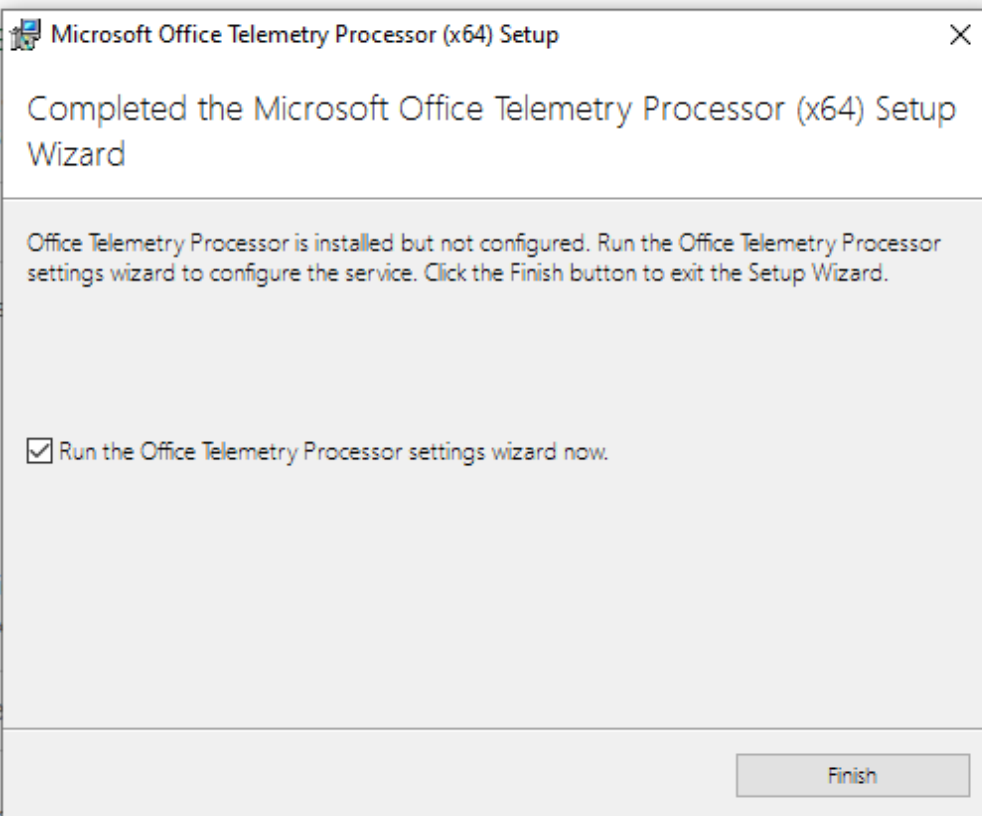 Microsoft Office Telemetry Processor (x64) Setup
Completed the Microsoft Office Telemetry Processor (x64) Setup
Wizard
Office Telemetry Processor is installed but not configured. Run the Office Telemetry Processor
settings wizard to configure the service. Click the Finish button to exit the Setup Wizard.
Run the Office Telemetry Processor settings wizard now.
Finish